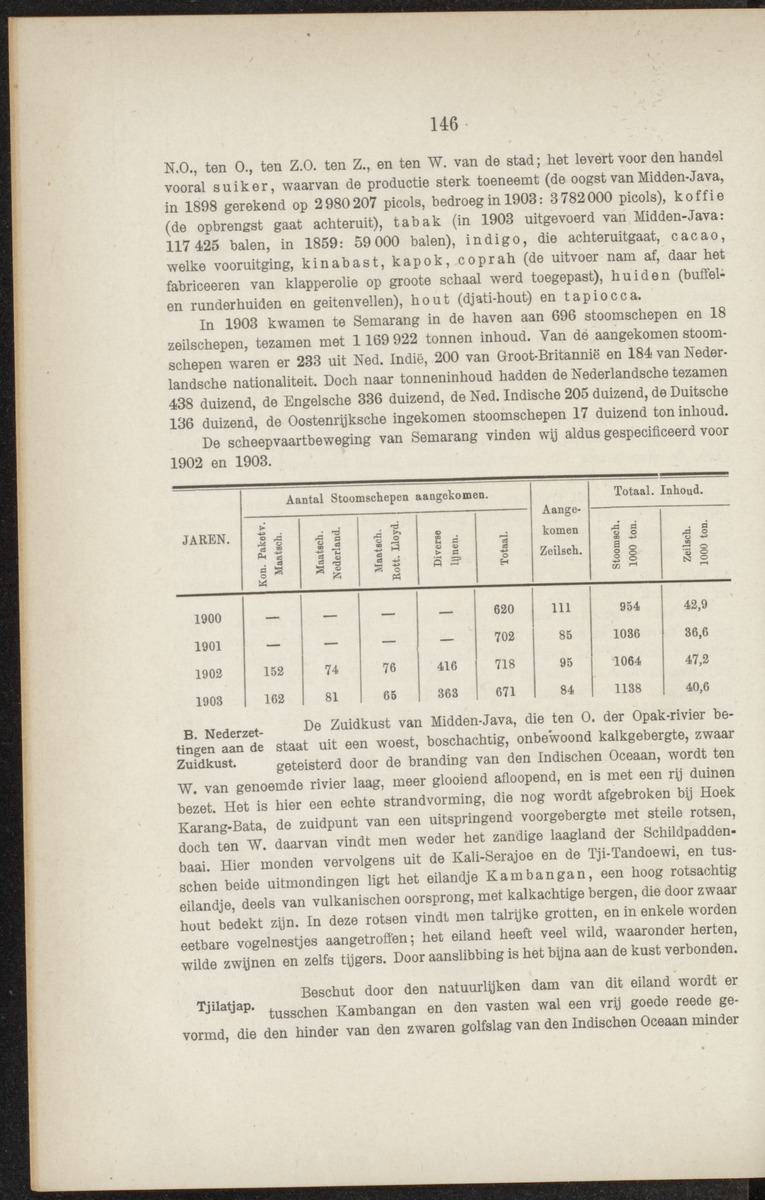 146
N.O., ten O., ten Z.O. ten Z., en ten W. van de stad; het levert voor den handel
vooral suiker, waarvan de productie sterk toeneemt (de oogst van Midden-Java,
in 1898 gerekend op 2 980 207 picols, bedroeg in 1903: 3 782 000 picols), koffie
(de opbrengst gaat achteruit), tabak (in 1903 uitgevoerd van Midden-Java:
117 425 balen, in 1859: 59 000 balen), indigo, die achteruitgaat, cacao,
welke vooruitging, kinabast, kapok, coprah (de uitvoer nam af, daar het
fabriceeren van klapperolie op groote schaal werd toegepast), huiden (buffel-
en runderhuiden en geitenvellen), hout (djati-hout) en tapiocca.
In 1903 kwamen te Semarang in de haven aan 696 stoomschepen en 18
zeilschepen, tezamen met 1 169 922 tonnen inhoud. Van de aangekomen stoom-
schepen waren er 233 uit Ned. Indië, 200 van Groot-Britannië en 184 van Neder-
landsche nationaliteit. Doch naar tonneninhoud hadden de Nederlandsche tezamen
438 duizend, de Engelsche 336 duizend, de Ned. Indische 205 duizend, de Duitsche
136 duizend, de Oostenrijksche ingekomen stoomschepen 17 duizend ton inhoud.
De scheepvaartbeweging van Semarang vinden wij aldus gespecificeerd voor
1902 en 1903.
JAREN. Aantal Stoomschepen aangekomen. Aange-komen Zeilsch. Totaal. Inhoud.
Kon. Paketv. Maatsch. Maatsch. Nederland. Maatsch. Rott. Lloyd. Diverse lijnen. Totaal. Stoomsch. 1000 ton. Zeilsch. 1000 ton.
1900 — — — — 620 111 954 42,9
1901 — — — — 702 85 1036 36,6
1902 152 74 76 416 718 95 1064 47,2
1903 162 81 65 363 671 84 1138 40,6
B. Nederzet-
tingen aan de
Zuidkust.
De Zuidkust van Midden-Java, die ten O. der Opak-rivier be-
staat uit een woest, boschachtig, onbewoond kalkgebergte, zwaar
geteisterd door de branding van den Indischen Oceaan, wordt ten
W. van genoemde rivier laag, meer glooiend afloopend, en is met een rij duinen
bezet. Het is hier een echte strandvorming, die nog wordt afgebroken bij Hoek
Karang-Bata, de zuidpunt van een uitspringend voorgebergte met steile rotsen,
doch ten W. daarvan vindt men weder het zandige laagland der Schildpadden-
baai. Hier monden vervolgens uit de Kali-Serajoe en de Tji-Tandoewi, en tus-
schen beide uitmondingen ligt het eilandje Kambangan, een hoog rotsachtig
eilandje, deels van vulkanischen oorsprong, met kalkachtige bergen, die door zwaar
hout bedekt zijn. In deze rotsen vindt men talrijke grotten, en in enkele worden
eetbare vogelnestjes aangetroffen; het eiland heeft veel wild, waaronder herten,
wilde zwijnen en zelfs tijgers. Door aanslibbing is het bijna aan de kust verbonden.
Tjilatjap.
Beschut door den natuurlijken dam van dit eiland wordt er
tusschen Kambangan en den vasten wal een vrij goede reede ge-
vormd, die den hinder van den zwaren golfslag van den Indischen Oceaan minder